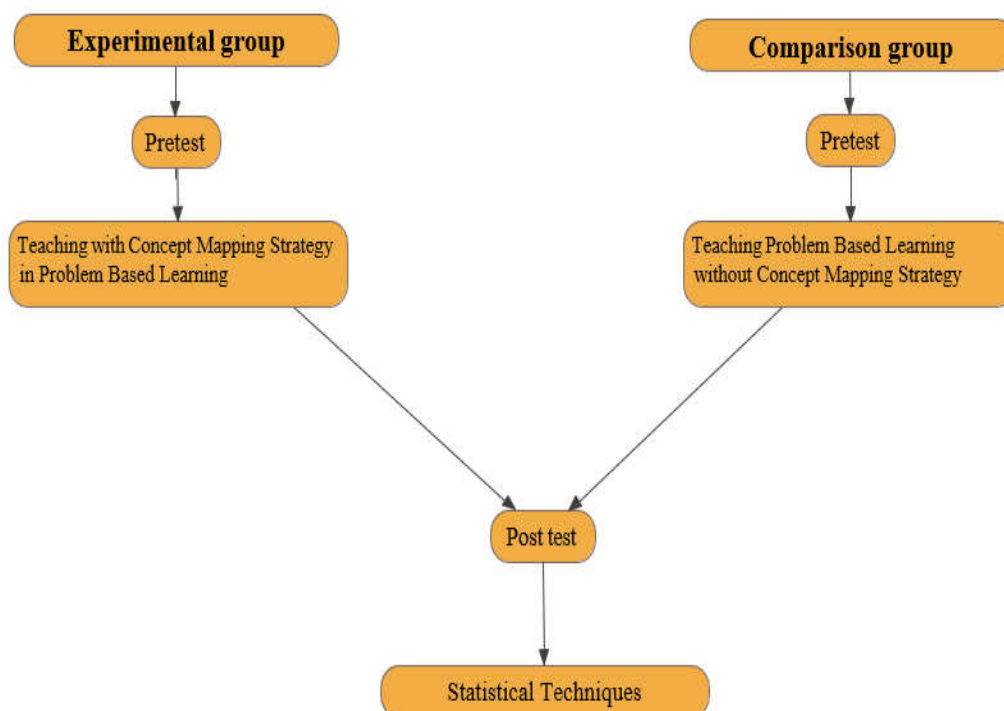 Experimental group
Comparison group
Pretest
Pretest
Teaching with Concept Mapping Strategy
in Problem Based Learning
Teaching Problem Based Learning
without Concept Mapping Strategy
Post test
Statistical Techniques